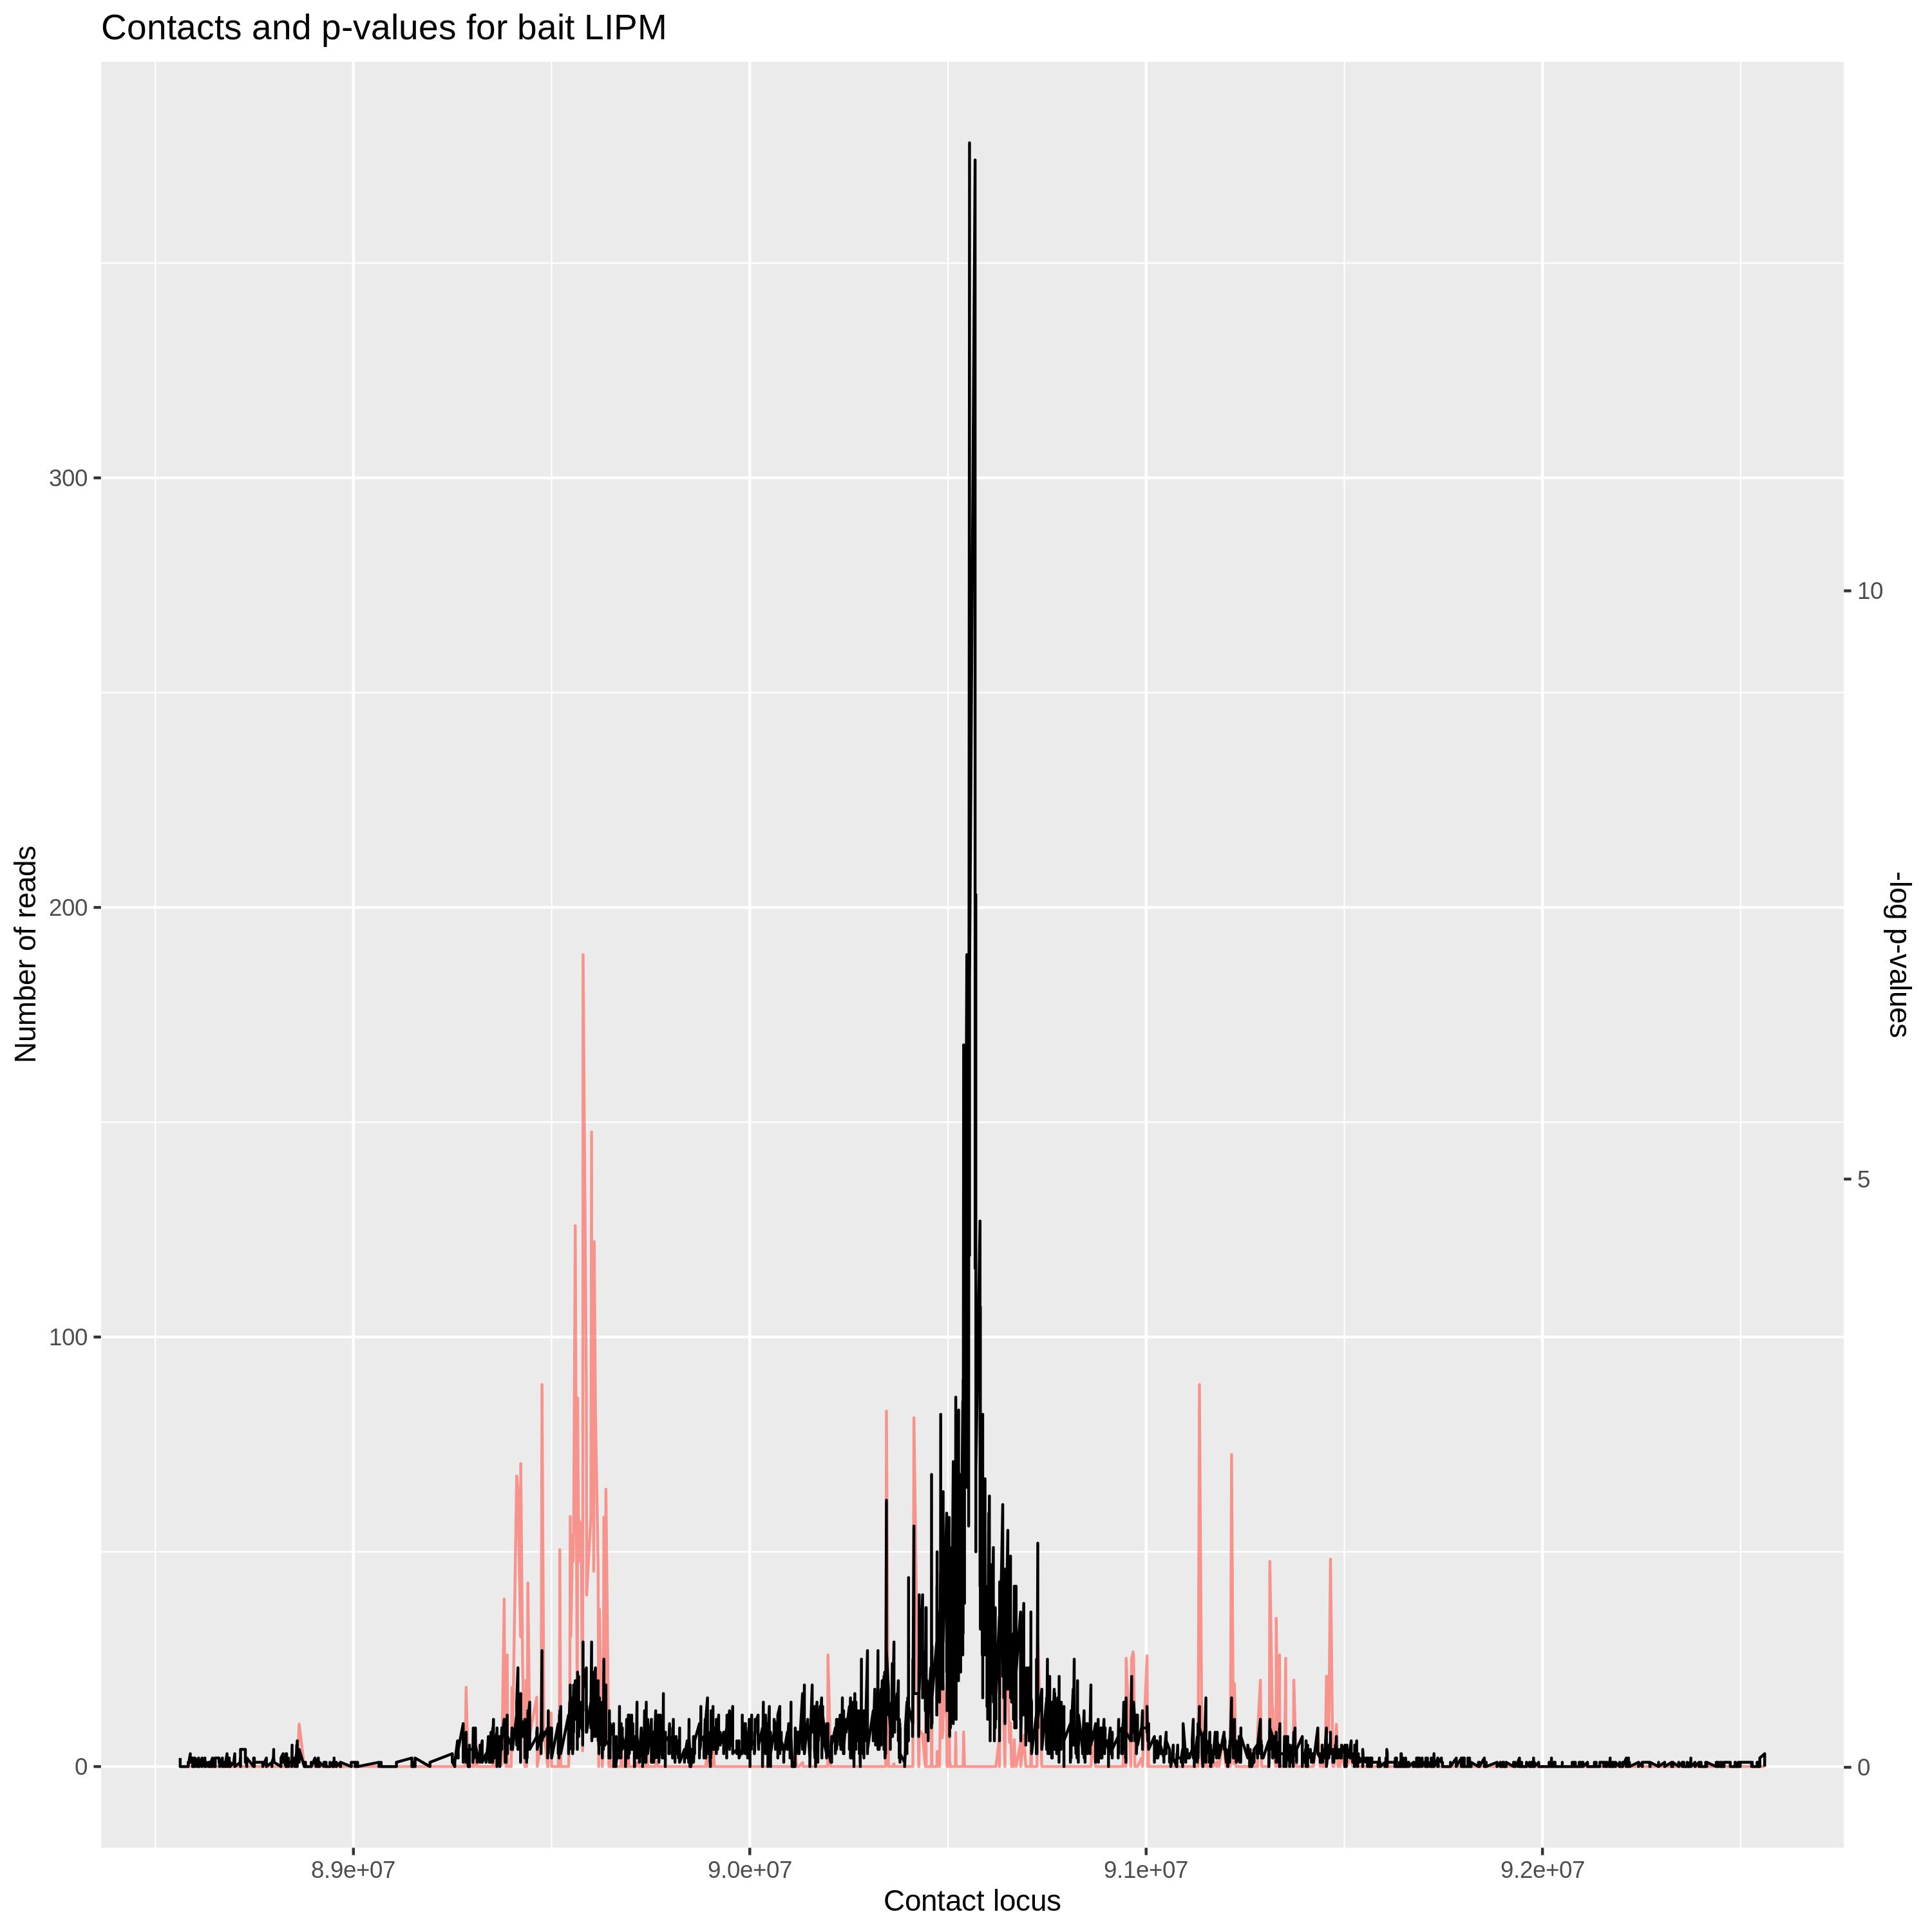 Contacts and p-values for bait LIPM
Number of reads
300
200
100
0
10
5
0
-log p-values
8.9e+07
9.0e+07
9.1e+07
9.2e+07
Contact locus